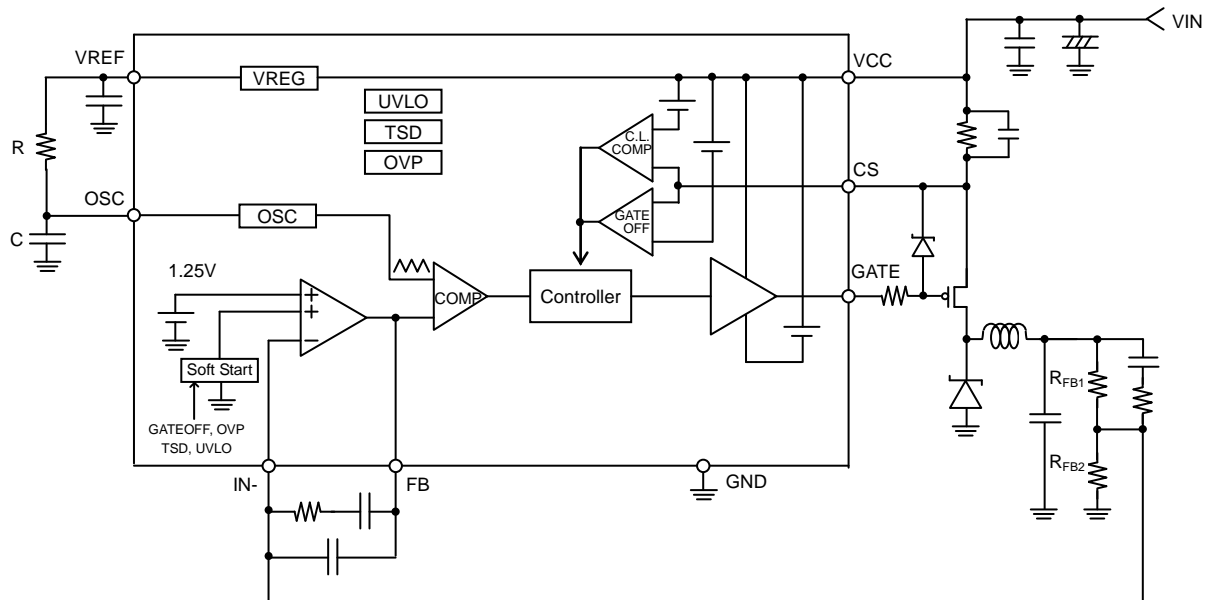 VIN
VREF
VCC
VREG
UVLO
TSD
OVP
C.L.
COMP
R
CS
OSC
OSC
GATE
OFF
C
1.25V
GATE
COMP
Controller
Soft Start
RFB1
GATEOFF, OVP
TSD, UVLO
RFB2
IN-
FB
GND